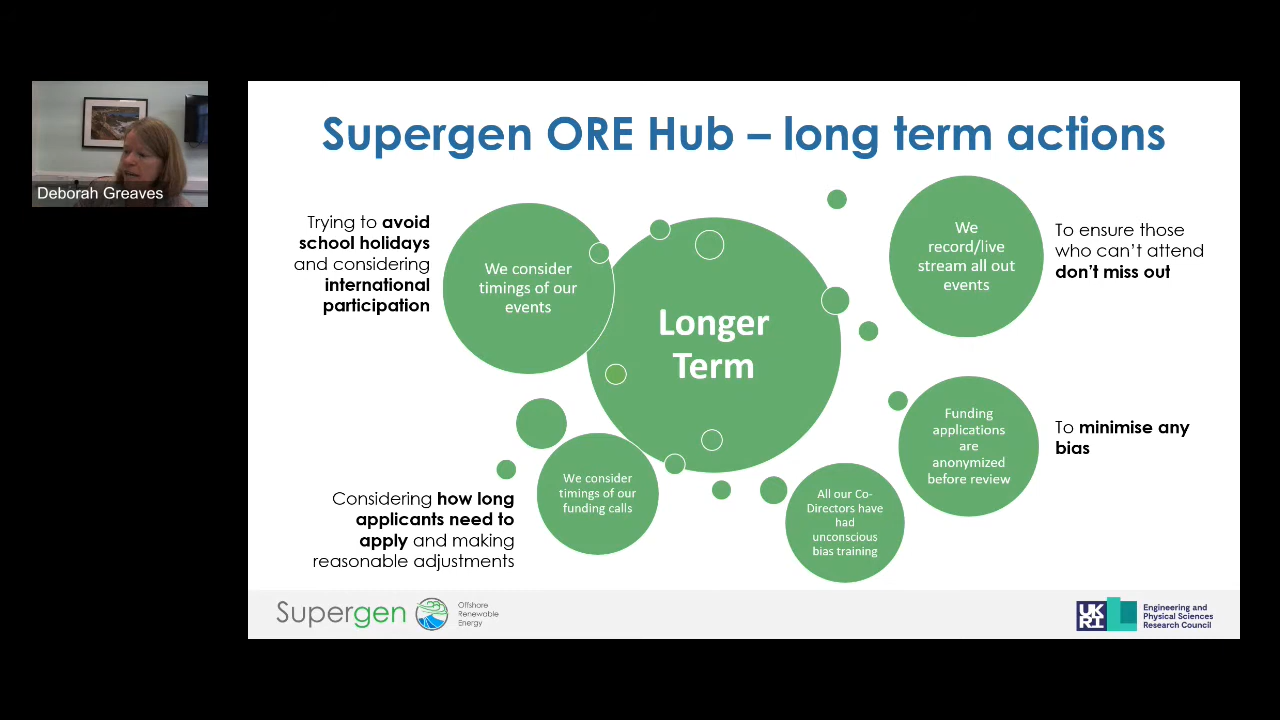 Supergen ORE Hub – long term actions
Deborah Greaves
Trying to avoid
school holidays
and considering
international
participation
We consider
timings of our
events
Longer
Term
We
record/live
stream all out
events
To ensure those
who can't attend
don't miss out
Funding
applications
are
anonymized
before review
To minimise any
bias
Considering how long
applicants need to
apply and making
reasonable adjustments
We consider
timings of our
funding calls
All our Co-
Directors have
had
unconscious
bias training
Supergen
Offshore
Renewable
Energy
UK
RI
Engineering and
Physical Sciences
Research Council